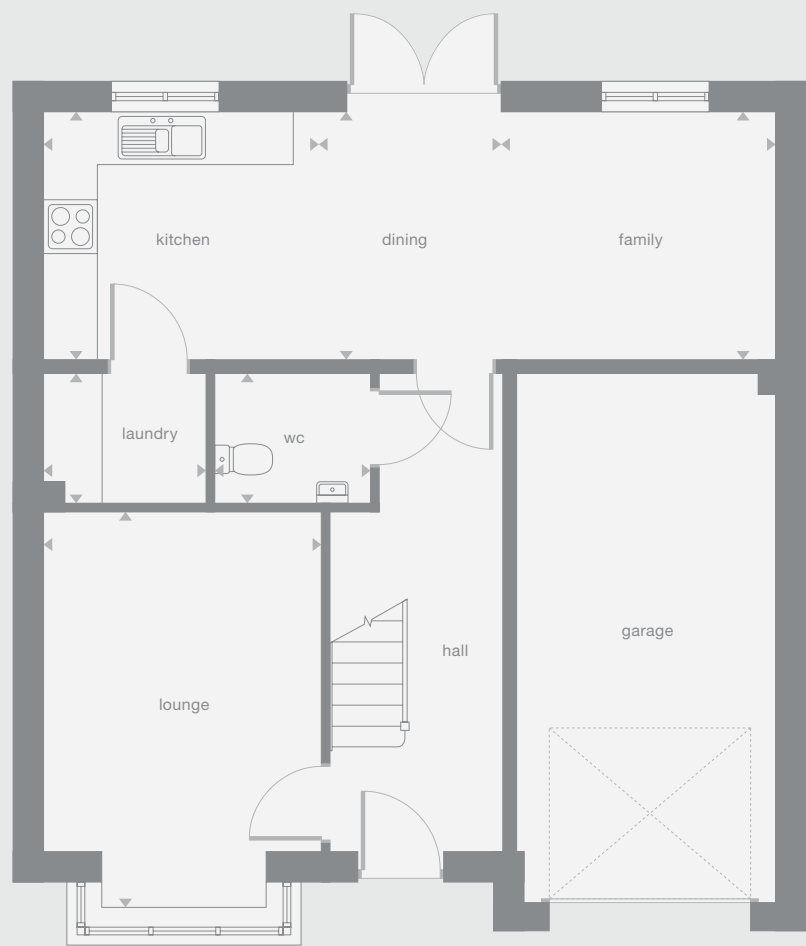 kitchen
dining
family
laundry
wc
garage
hall
lounge